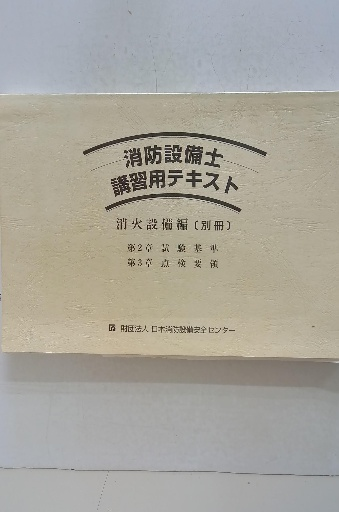 消防設備士
講習用テキスト
消火設備編〔別冊〕
第2章 試験基準
第3章 点検要領
財団法人 日本消防設備安全センター